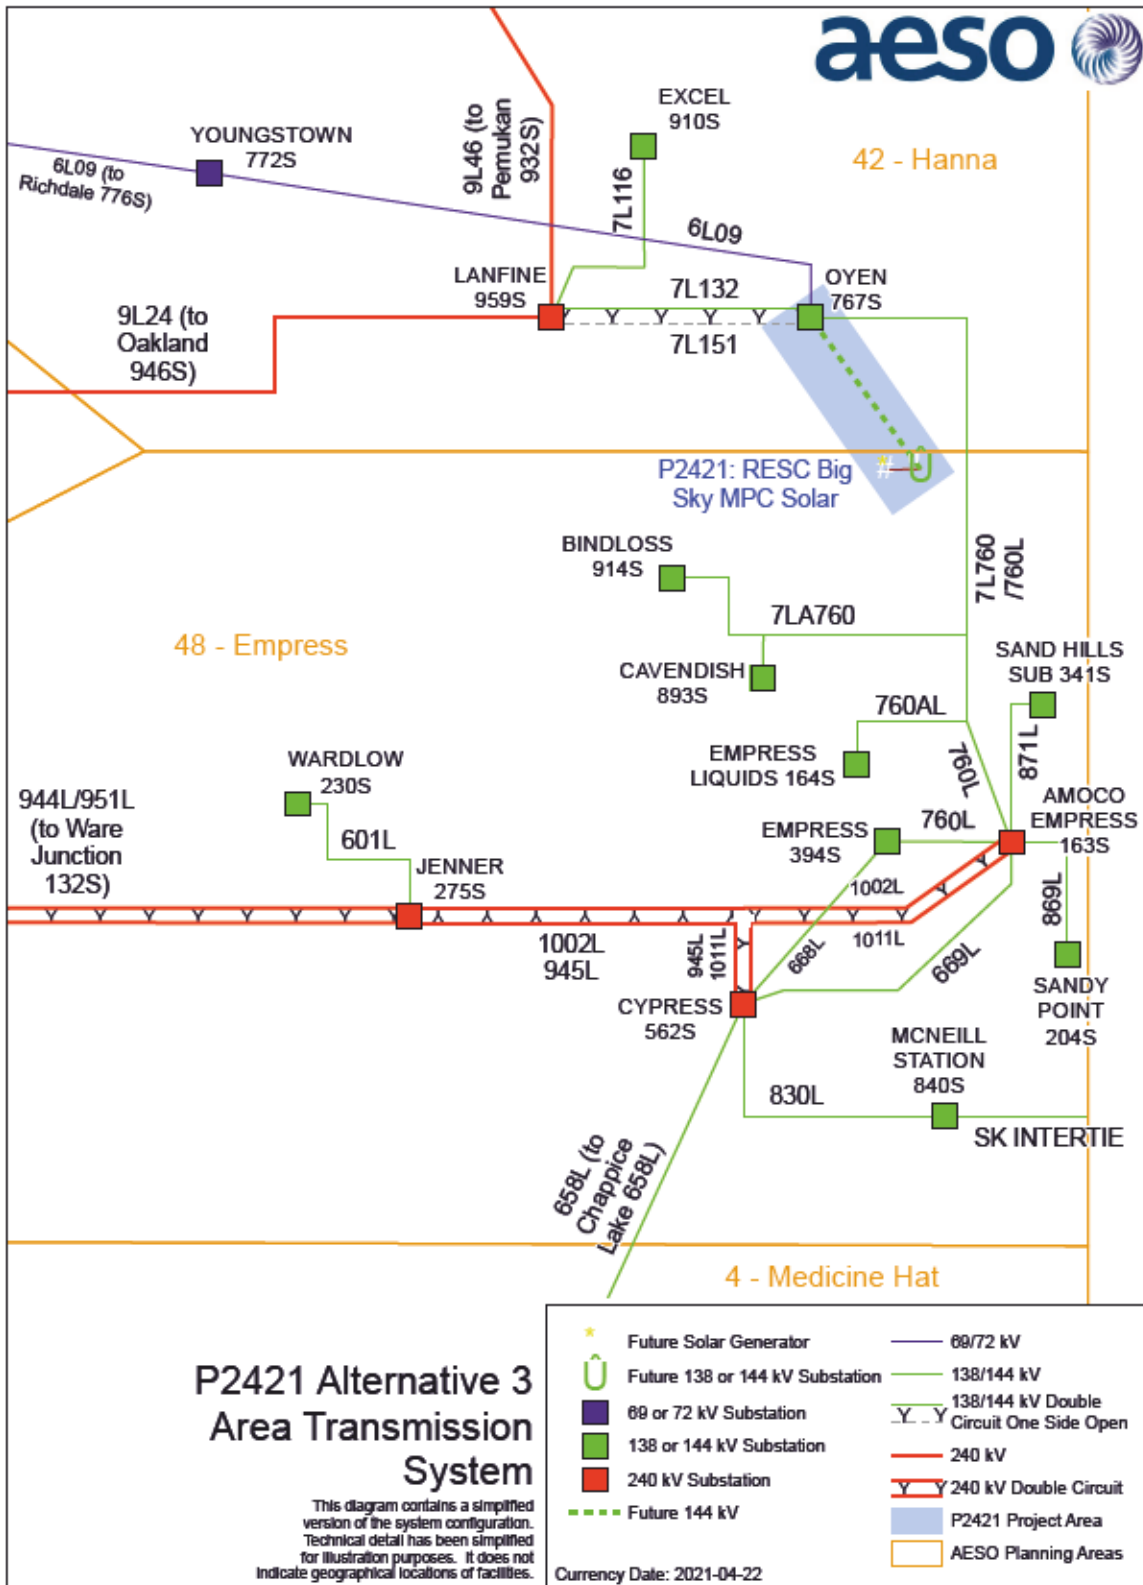 aeso
EXCEL
910S
YOUNGSTOWN
772S
9L46 (to
Pemukan
932S)
42 - Hanna
6L09 (to
Richdale 776S)
7L116
6L09
LANFINE
959S
OYEN
767S
7L132
7L151
9L24 (to
Oakland
946S)
P2421: RESC Big
Sky MPC Solar
BINDLOSS
914S
7L760
/760L
7LA760
48 - Empress
SAND HILLS
SUB 341S
CAVENDISH
893S
760AL
EMPRESS
LIQUIDS 164S
760L
871L
WARDLOW
230S
944L/951L
(to Ware
Junction
132S)
601L
AMOCO
EMPRESS
163S
EMPRESS
394S
760L
JENNER
275S
1002L
869L
1002L
945L
945L
1011L
668L
1011L
669L
CYPRESS
562S
SANDY
POINT
204S
MCNEILL
STATION
840S
830L
SK INTERTIE
658L (to
Chappice
Lake 658L)
4 - Medicine Hat
P2421 Alternative 3
Area Transmission
System
This diagram contains a simplified
version of the system configuration.
Technical detail has been simplified
for illustration purposes. It does not
indicate geographical locations of facilities.
Future Solar Generator
Future 138 or 144 kV Substation
69 or 72 kV Substation
138 or 144 kV Substation
240 kV Substation
Future 144 kV
69/72 kV
138/144 kV
138/144 kV Double
Circuit One Side Open
240 kV
240 kV Double Circuit
P2421 Project Area
AESO Planning Areas
Currency Date: 2021-04-22